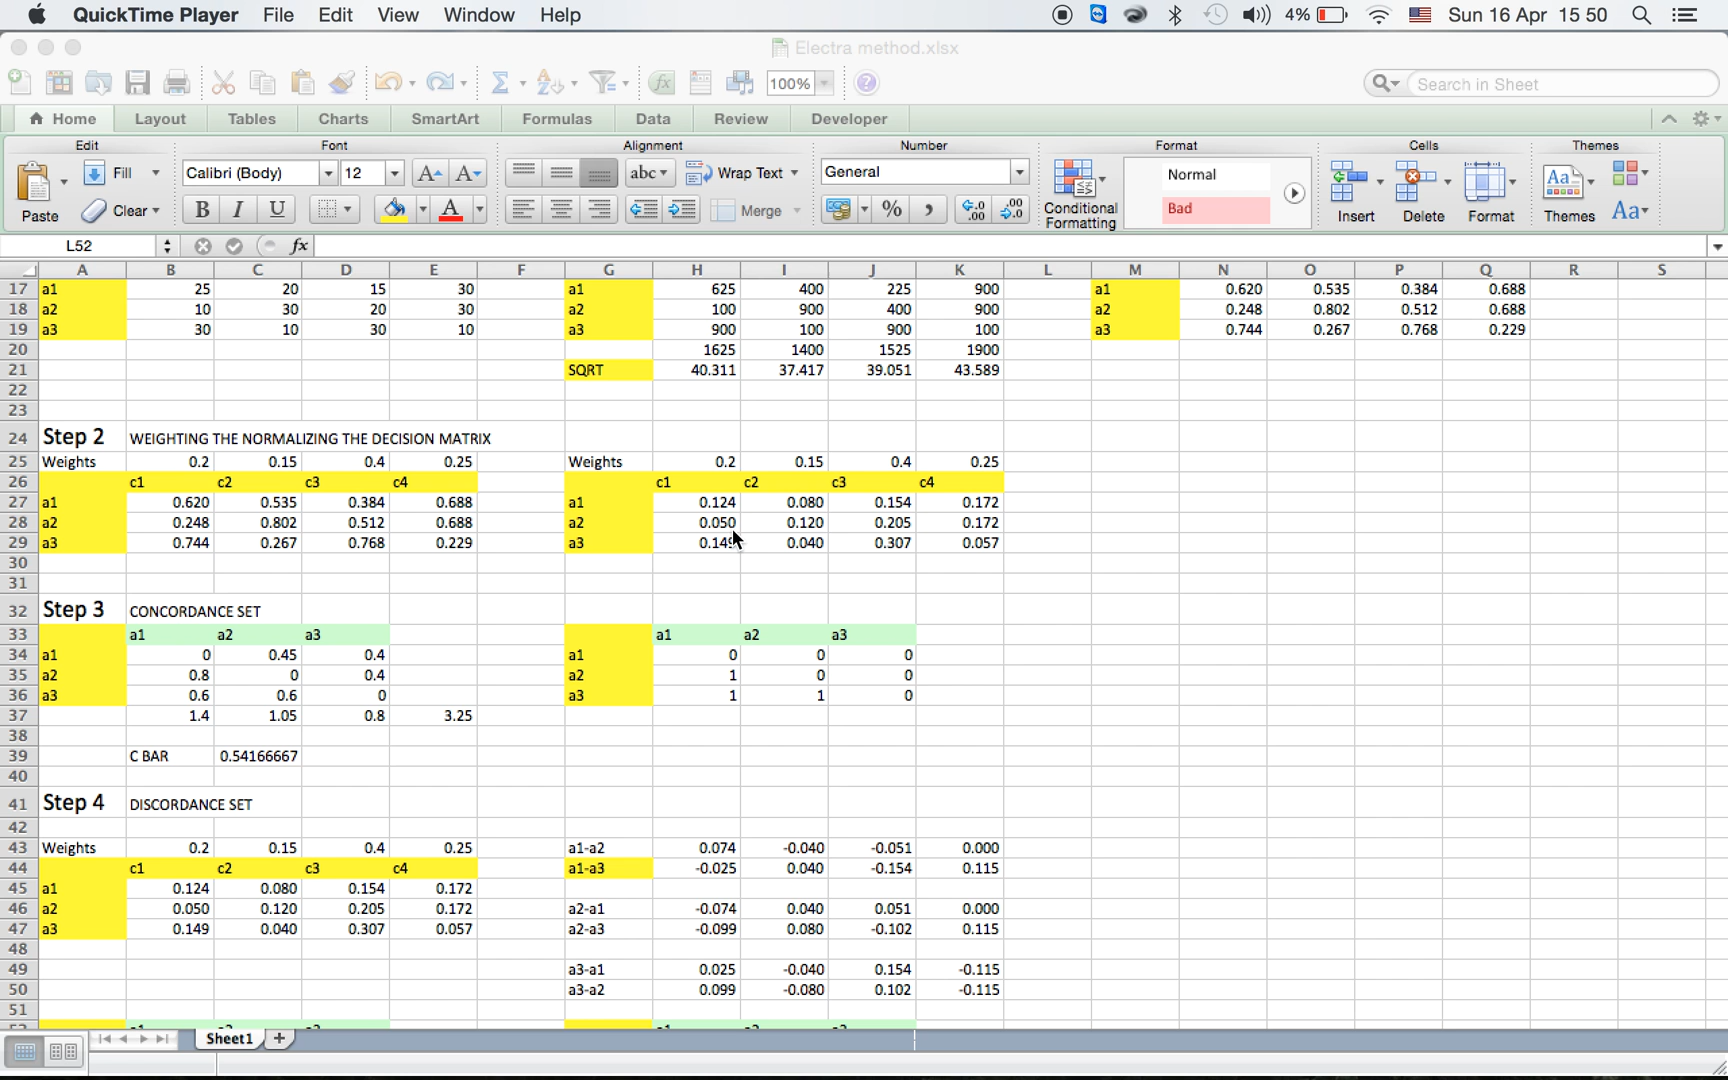 QuickTime Player File Edit View Window Help 4% Sun 16 Apr 15 50
Electra method.xlsx
100% Search in Sheet
Home Layout Tables Charts SmartArt Formulas Data Review Developer
Edit Font Alignment Number Format Cells Themes
Paste Fill Clear Calibri (Body) 12 A A abc Wrap Text General Conditional Formatting Normal Insert Delete Format Themes Aa
B I U A Merge % , .0 .00 .00 .0 Bad Aa
L52 fx
A B C D E F G H I J K L M N O P Q R S
17 a1 25 20 15 30 a1 625 400 225 900 a1 0.620 0.535 0.384 0.688
18 a2 10 30 20 30 a2 100 900 400 900 a2 0.248 0.802 0.512 0.688
19 a3 30 10 30 10 a3 900 100 900 100 a3 0.744 0.267 0.768 0.229
20 1625 1400 1525 1900
21 SQRT 40.311 37.417 39.051 43.589
22
23
24 Step 2 WEIGHTING THE NORMALIZING THE DECISION MATRIX
25 Weights 0.2 0.15 0.4 0.25 Weights 0.2 0.15 0.4 0.25
26 c1 c2 c3 c4 c1 c2 c3 c4
27 a1 0.620 0.535 0.384 0.688 a1 0.124 0.080 0.154 0.172
28 a2 0.248 0.802 0.512 0.688 a2 0.050 0.120 0.205 0.172
29 a3 0.744 0.267 0.768 0.229 a3 0.149 0.040 0.307 0.057
30
31
32 Step 3 CONCORDANCE SET
33 a1 a2 a3 a1 a2 a3
34 a1 0 0.45 0.4 a1 0 0 0
35 a2 0.8 0 0.4 a2 1 0 0
36 a3 0.6 0.6 0 a3 1 1 0
37 1.4 1.05 0.8 3.25
38
39 C BAR 0.54166667
40
41 Step 4 DISCORDANCE SET
42
43 Weights 0.2 0.15 0.4 0.25 a1-a2 0.074 -0.040 -0.051 0.000
44 c1 c2 c3 c4 a1-a3 -0.025 0.040 -0.154 0.115
45 a1 0.124 0.080 0.154 0.172
46 a2 0.050 0.120 0.205 0.172 a2-a1 -0.074 0.040 0.051 0.000
47 a3 0.149 0.040 0.307 0.057 a2-a3 -0.099 0.080 -0.102 0.115
48
49 a3-a1 0.025 -0.040 0.154 -0.115
50 a3-a2 0.099 -0.080 0.102 -0.115
51
Sheet1 +